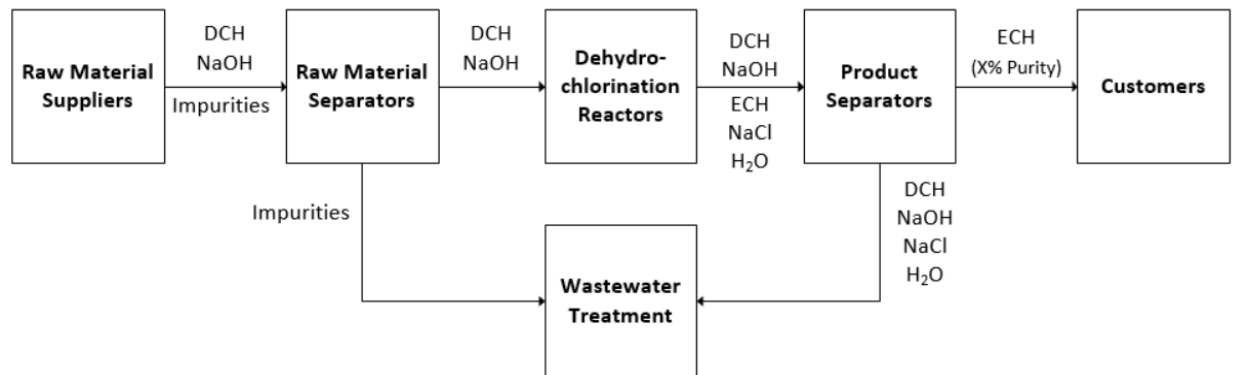 Raw Material
Suppliers
DCH
NaOH
Impurities
Raw Material
Separators
DCH
NaOH
Dehydro-
chlorination
Reactors
DCH
NaOH
ECH
NaCl
H₂O
Product
Separators
ECH
(X% Purity)
Customers
Impurities
Wastewater
Treatment
DCH
NaOH
NaCl
H₂O